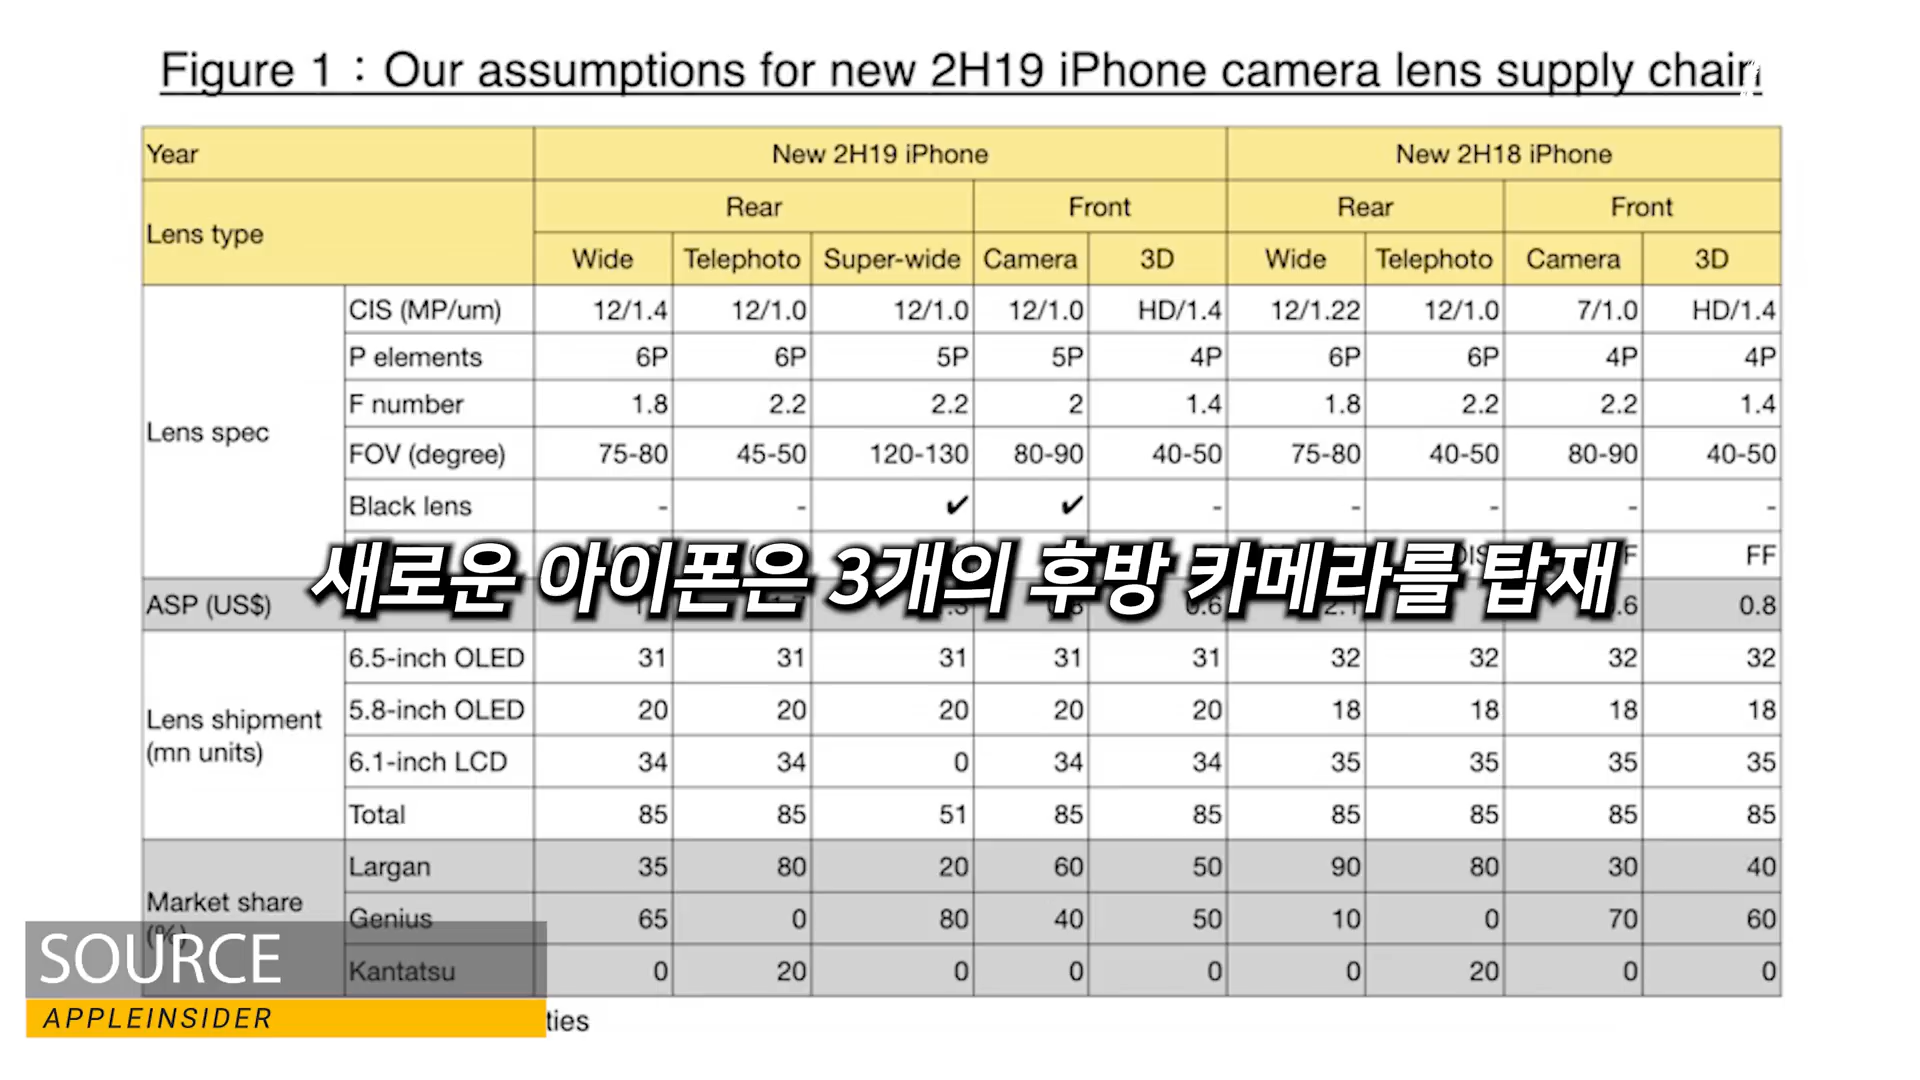 Figure 1：Our assumptions for new 2H19 iPhone camera lens supply chain
Year New 2H19 iPhone New 2H18 iPhone
Lens type Rear Front Rear Front
Wide Telephoto Super-wide Camera 3D Wide Telephoto Camera 3D
Lens spec
CIS (MP/um) 12/1.4 12/1.0 12/1.0 12/1.0 HD/1.4 12/1.22 12/1.0 7/1.0 HD/1.4
P elements 6P 6P 5P 5P 4P 6P 6P 4P 4P
F number 1.8 2.2 2.2 2 1.4 1.8 2.2 2.2 1.4
FOV (degree) 75-80 45-50 120-130 80-90 40-50 75-80 40-50 80-90 40-50
Black lens - - ✔ ✔ - - - - -
FF
새로운 아이폰은 3개의 후방 카메라를 탑재
ASP (US$) 0.8
Lens shipment
(mn units)
6.5-inch OLED 31 31 31 31 31 32 32 32 32
5.8-inch OLED 20 20 20 20 20 18 18 18 18
6.1-inch LCD 34 34 0 34 34 35 35 35 35
Total 85 85 51 85 85 85 85 85 85
Market share
(%)
Largan 35 80 20 60 50 90 80 30 40
Genius 65 0 80 40 50 10 0 70 60
Kantatsu 0 20 0 0 0 0 20 0 0
SOURCE
APPLEINSIDER
ties